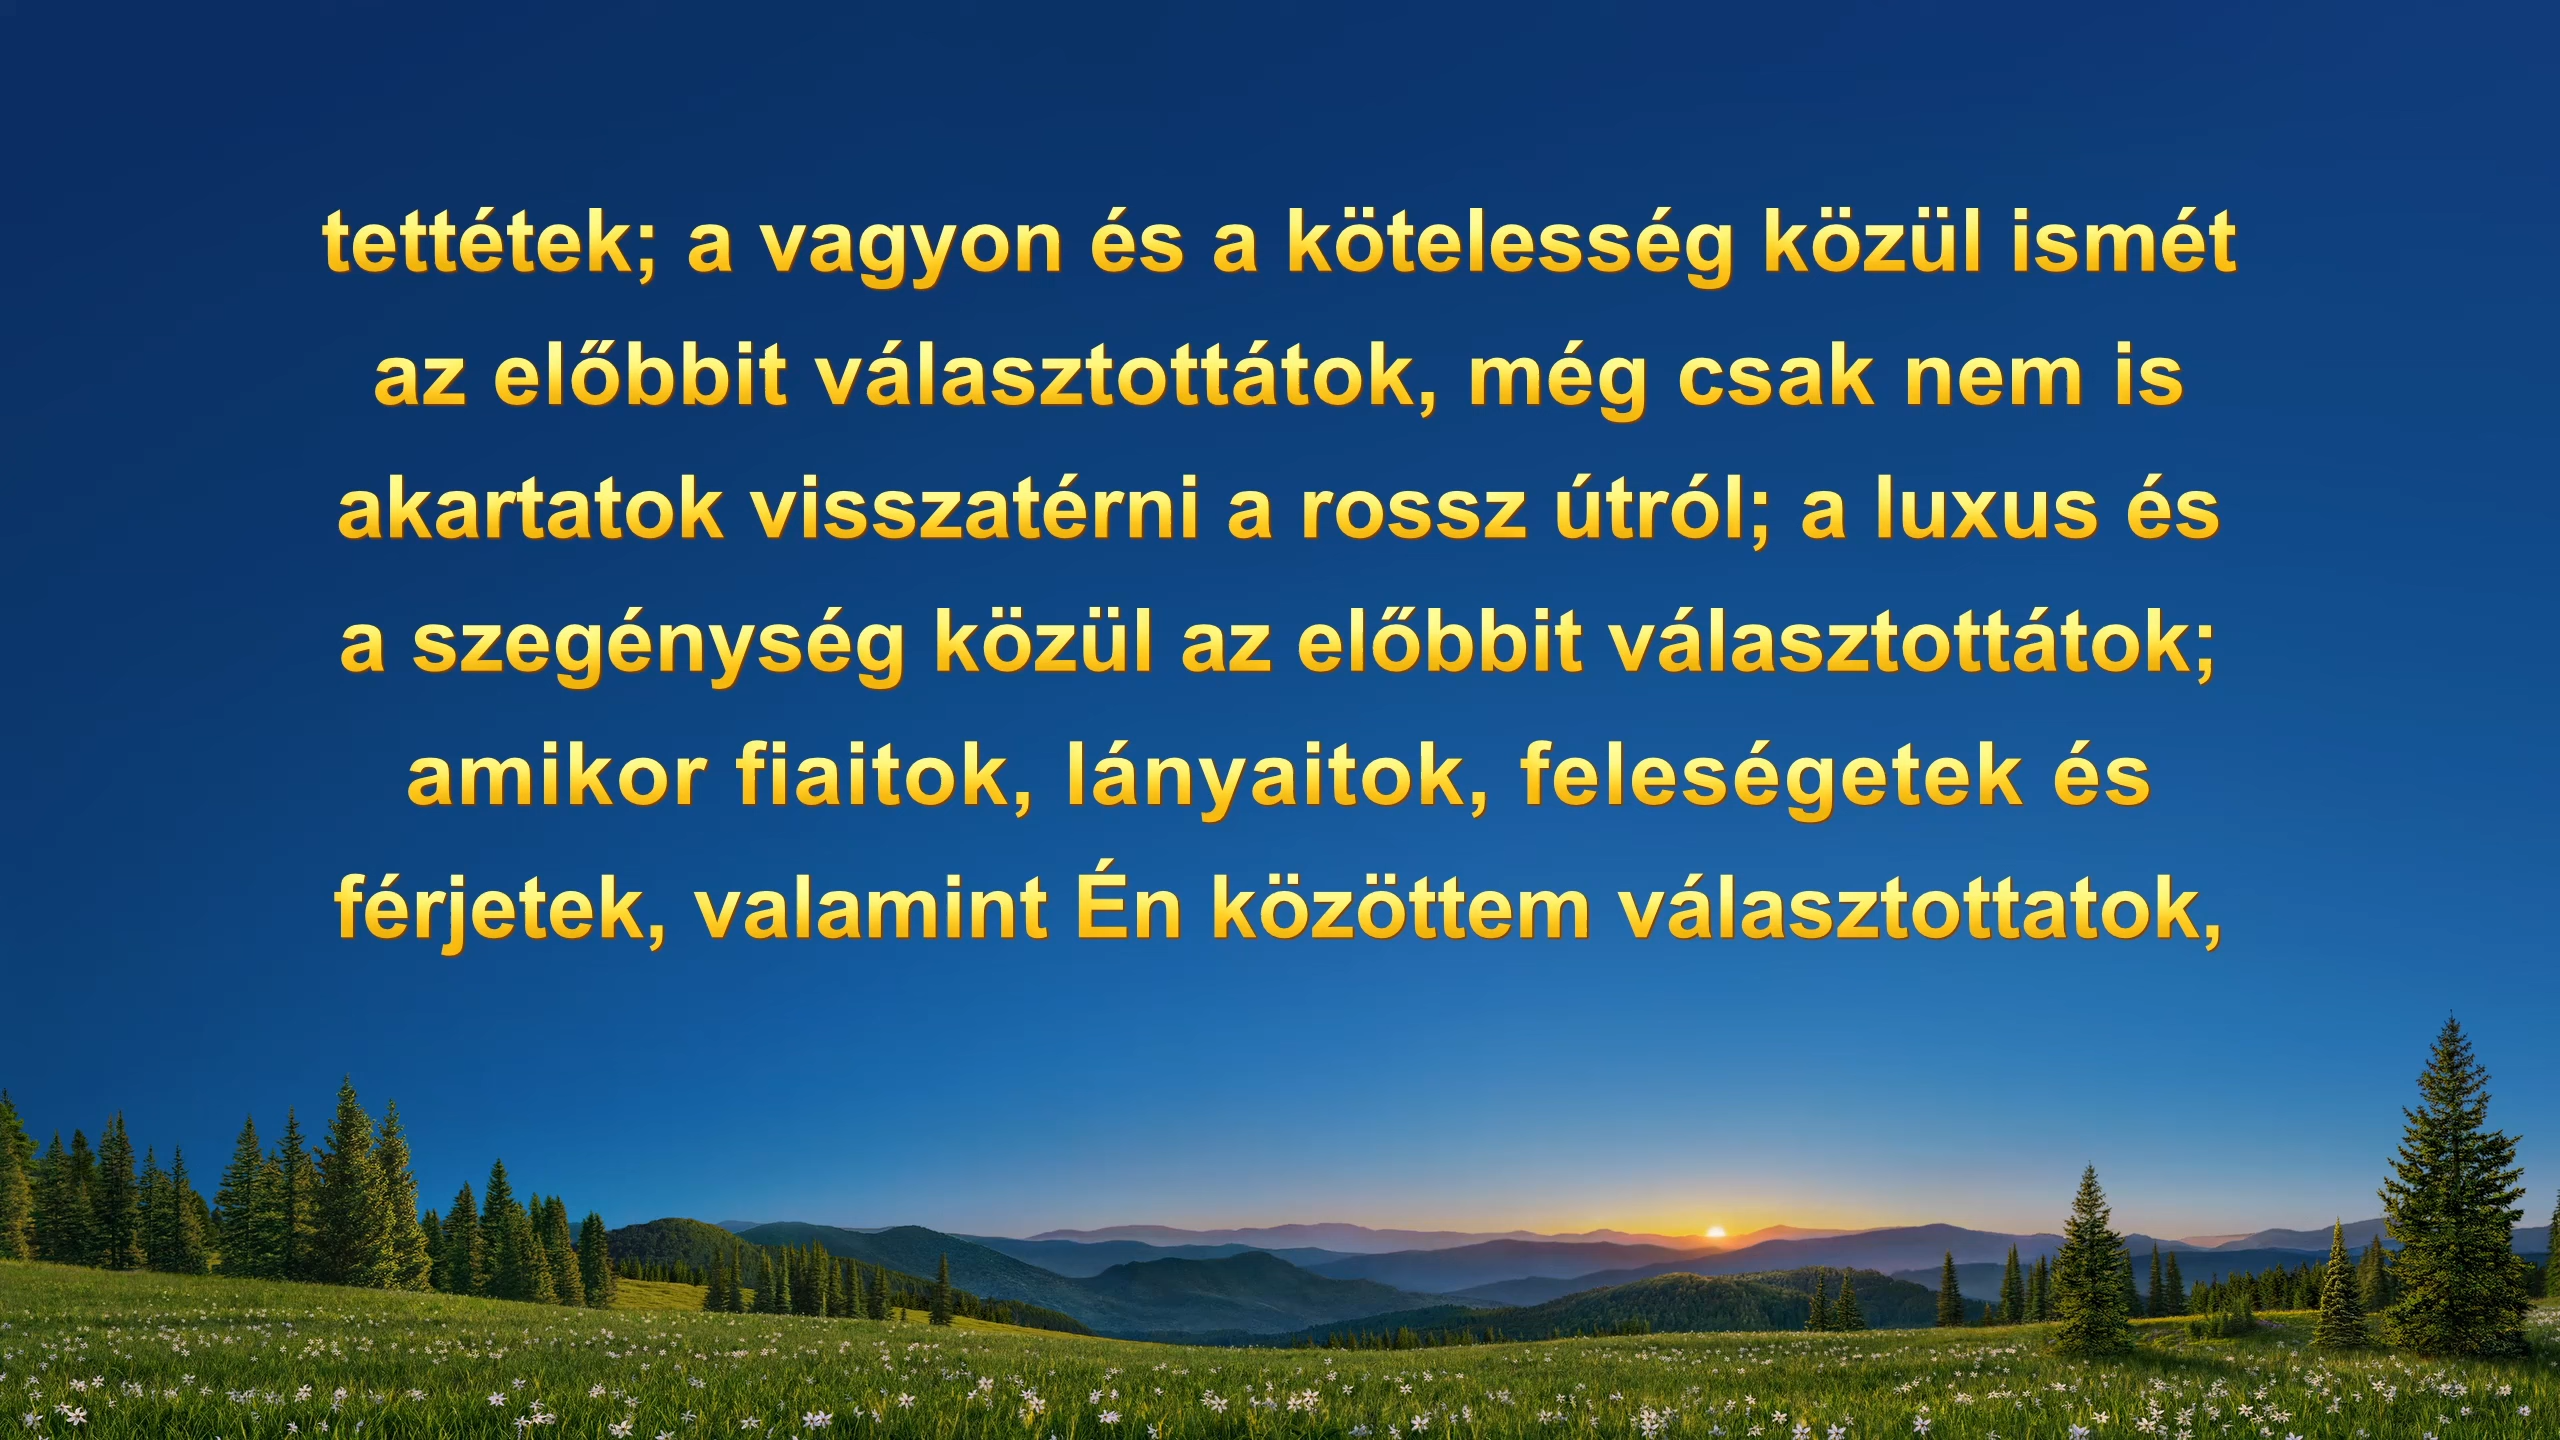 tettétek; a vagyon és a kötelesség közül ismét
az előbbit választottátok, még csak nem is
akartatok visszatérni a rossz útról; a luxus és
a szegénység közül az előbbit választottátok;
amikor fiaitok, lányaitok, feleségetek és
férjetek, valamint Én közöttem választottatok,